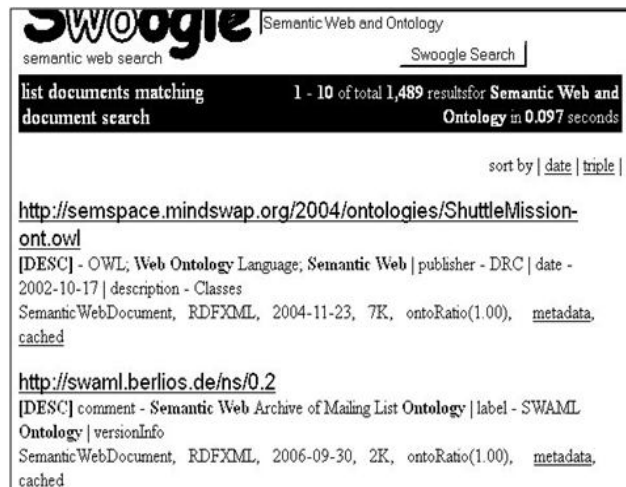 Swoogle
semantic web search
Semantic Web and Ontology
Swoogle Search
list documents matching
document search
1 - 10 of total 1,489 resultsfor Semantic Web and
Ontology in 0.097 seconds
sort by | date | triple |
http://semspace.mindswap.org/2004/ontologies/ShuttleMission-
ont.owl
[DESC] - OWL; Web Ontology Language; Semantic Web | publisher - DRC | date -
2002-10-17 | description - Classes
SemanticWebDocument, RDFXML, 2004-11-23, 7K, ontoRatio(1.00), metadata,
cached
http://swaml.berlios.de/ns/0.2
[DESC] comment - Semantic Web Archive of Mailing List Ontology | label - SWAML
Ontology | versionInfo
SemanticWebDocument, RDFXML, 2006-09-30, 2K, ontoRatio(1.00), metadata,
cached